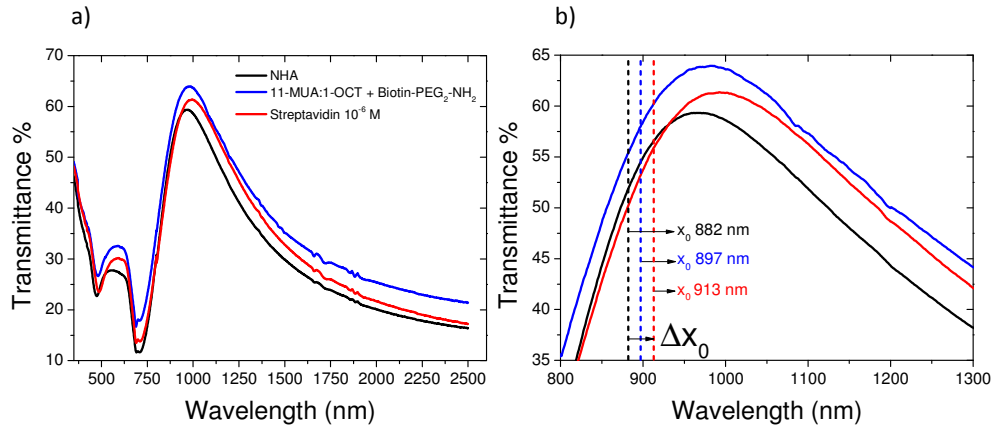 a)
70
60
50
40
30
20
10
Transmittance %
NHA
11-MUA:1-OCT + Biotin-PEG₂-NH₂
Streptavidin 10⁻⁶ M
500 750 1000 1250 1500 1750 2000 2250 2500
Wavelength (nm)
b)
65
60
55
50
45
40
35
Transmittance %
x₀ 882 nm
x₀ 897 nm
x₀ 913 nm
Δx₀
800 900 1000 1100 1200 1300
Wavelength (nm)